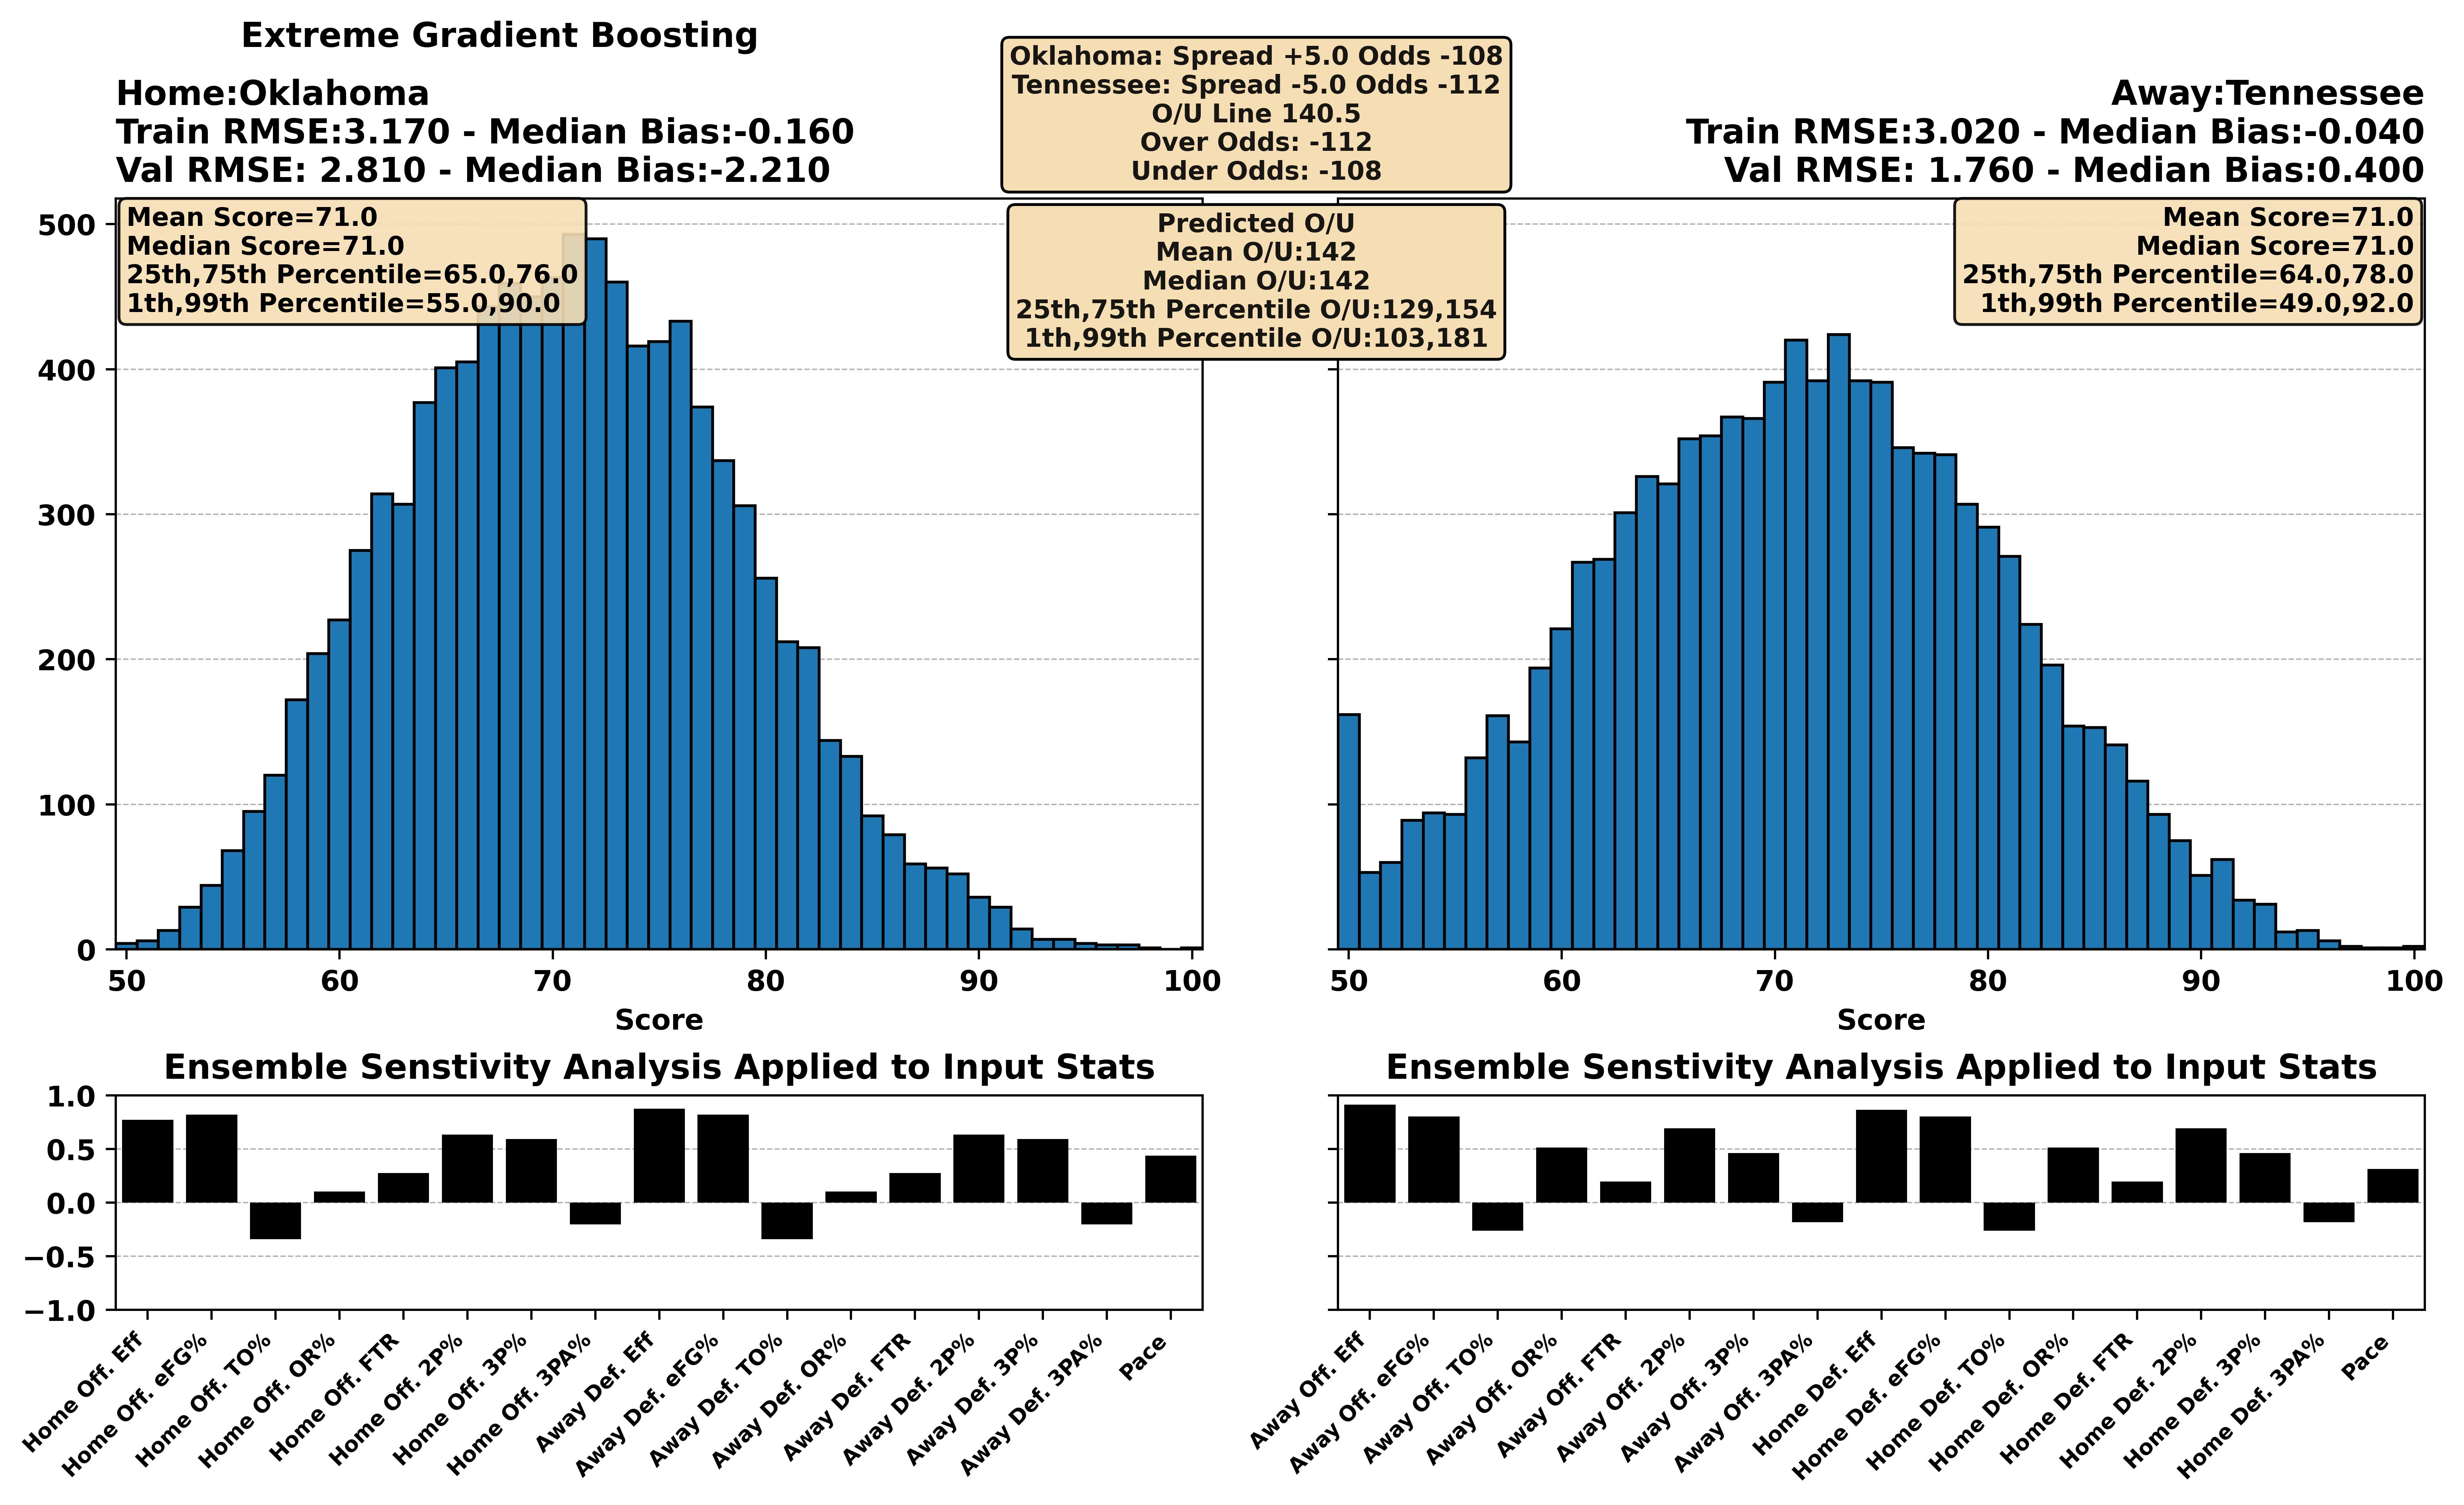 Extreme Gradient Boosting
Home:Oklahoma
Train RMSE:3.170 - Median Bias:-0.160
Val RMSE: 2.810 - Median Bias:-2.210
Oklahoma: Spread +5.0 Odds -108
Tennessee: Spread -5.0 Odds -112
O/U Line 140.5
Over Odds: -112
Under Odds: -108
Away:Tennessee
Train RMSE:3.020 - Median Bias:-0.040
Val RMSE: 1.760 - Median Bias:0.400
Mean Score=71.0
Median Score=71.0
25th,75th Percentile=65.0,76.0
1th,99th Percentile=55.0,90.0
Predicted O/U
Mean O/U:142
Median O/U:142
25th,75th Percentile O/U:129,154
1th,99th Percentile O/U:103,181
Mean Score=71.0
Median Score=71.0
25th,75th Percentile=64.0,78.0
1th,99th Percentile=49.0,92.0
500
400
300
200
100
0
50 60 70 80 90 100
Score
50 60 70 80 90 100
Score
Ensemble Senstivity Analysis Applied to Input Stats
1.0
0.5
0.0
−0.5
−1.0
Home Off. Eff
Home Off. eFG%
Home Off. TO%
Home Off. OR%
Home Off. FTR
Home Off. 2P%
Home Off. 3P%
Home Off. 3PA%
Away Def. Eff
Away Def. eFG%
Away Def. TO%
Away Def. OR%
Away Def. FTR
Away Def. 2P%
Away Def. 3P%
Away Def. 3PA%
Pace
Ensemble Senstivity Analysis Applied to Input Stats
Away Off. Eff
Away Off. eFG%
Away Off. TO%
Away Off. OR%
Away Off. FTR
Away Off. 2P%
Away Off. 3P%
Away Off. 3PA%
Home Def. Eff
Home Def. eFG%
Home Def. TO%
Home Def. OR%
Home Def. FTR
Home Def. 2P%
Home Def. 3P%
Home Def. 3PA%
Pace